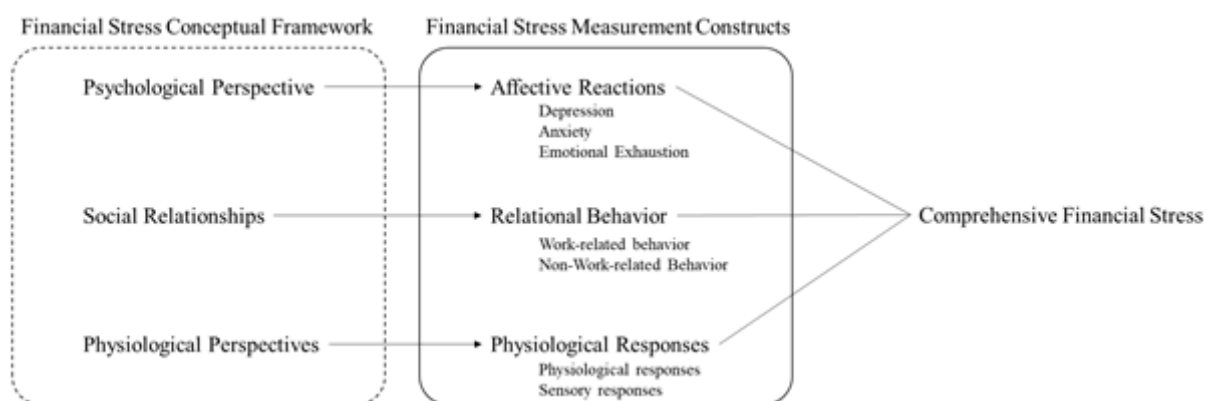 Financial Stress Conceptual Framework
Financial Stress Measurement Constructs
Psychological Perspective
Affective Reactions
Depression
Anxiety
Emotional Exhaustion
Social Relationships
Relational Behavior
Comprehensive Financial Stress
Work-related behavior
Non-Work-related Behavior
Physiological Perspectives
Physiological Responses
Physiological responses
Sensory responses